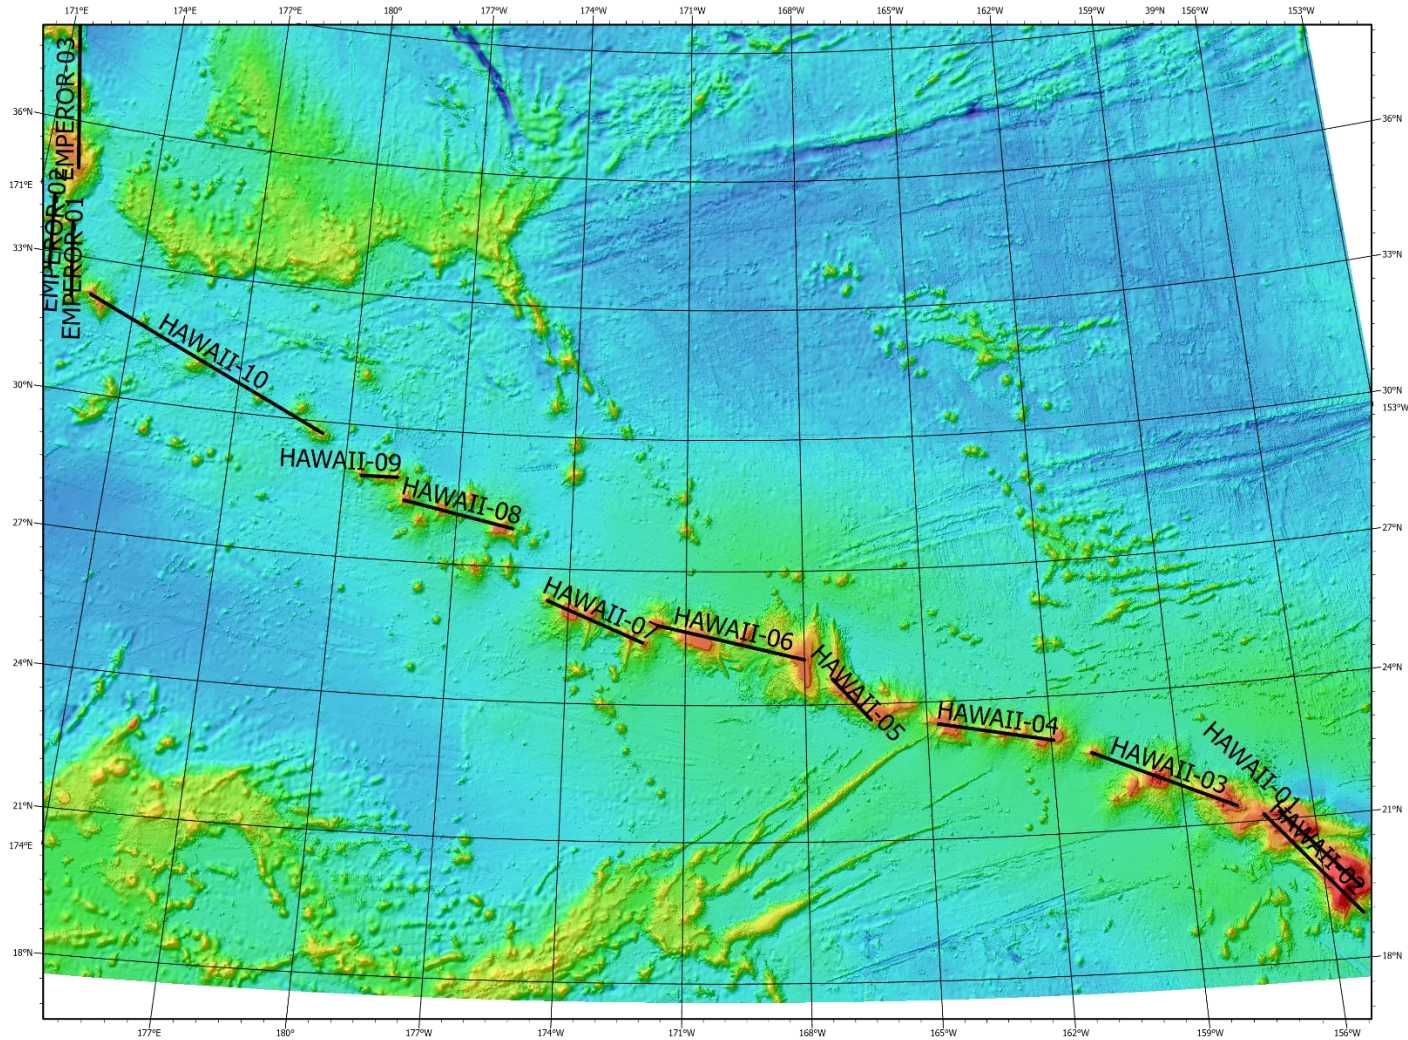 171°E 174°E 177°E 180° 177°W 174°W 171°W 168°W 165°W 162°W 159°W 39°N 156°W 153°W
EMPEROR-03
36°N 36°N
171°E
EMPEROR-02
EMPEROR-01
33°N 33°N
HAWAII-10
30°N 30°N
153°W
HAWAII-09
HAWAII-08
27°N 27°N
HAWAII-07
HAWAII-06
24°N 24°N
HAWAII-05
HAWAII-04
HAWAII-03
HAWAII-01
HAWAII-02
21°N 21°N
174°E
18°N 18°N
177°E 180° 177°W 174°W 171°W 168°W 165°W 162°W 159°W 156°W